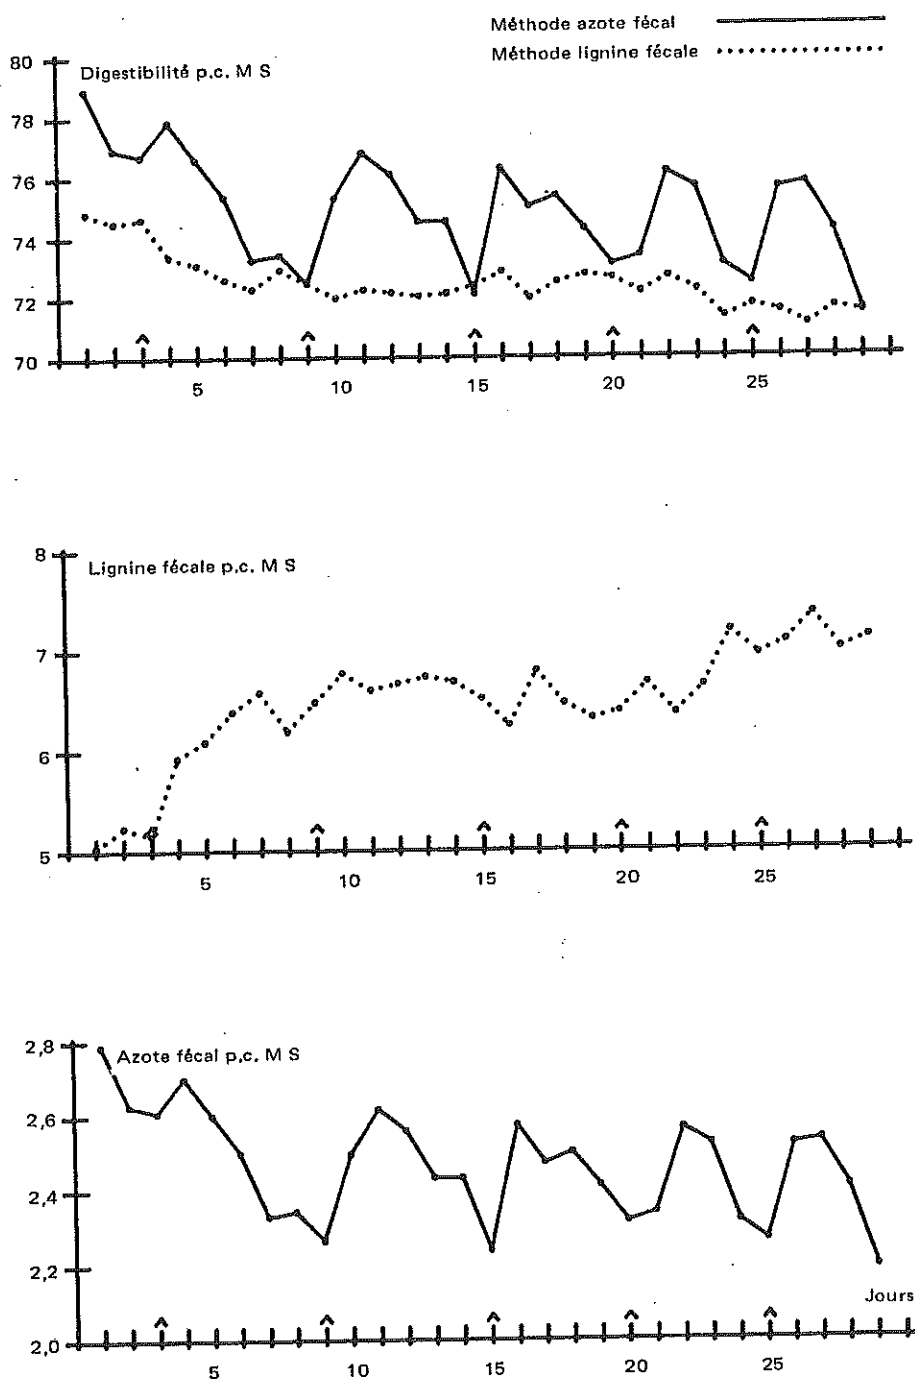 Méthode azote fécal
Méthode lignine fécale
80
Digestibilité p.c. M S
78
76
74
72
70
5 10 15 20 25
8
Lignine fécale p.c. M S
7
6
5
5 10 15 20 25
2,8
Azote fécal p.c. M S
2,6
2,4
2,2
Jours
2,0
5 10 15 20 25